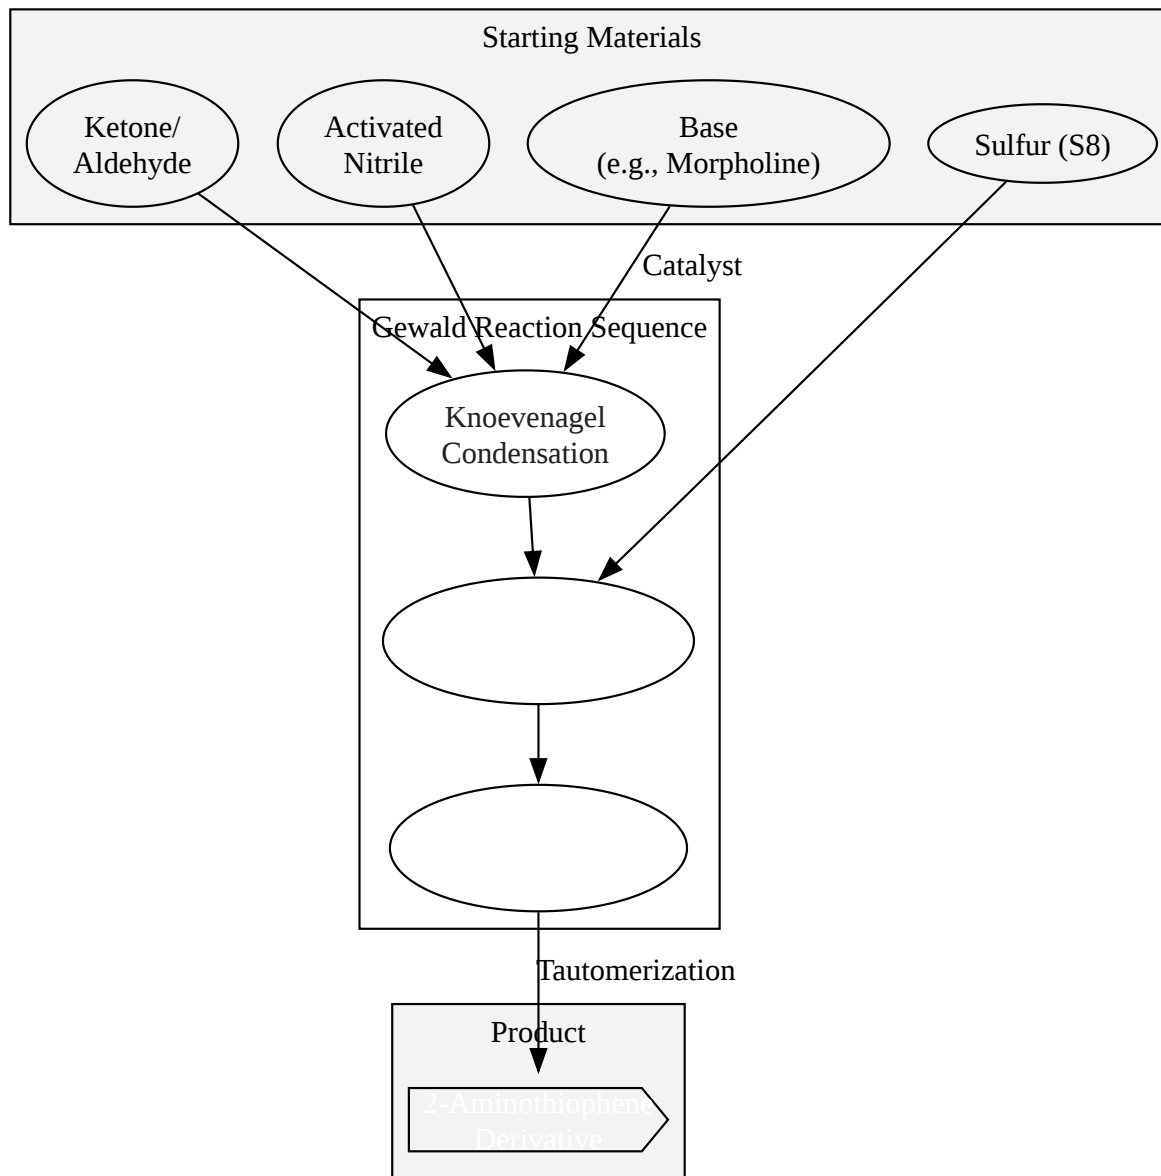 Starting Materials
Ketone/
Aldehyde
Activated
Nitrile
Base
(e.g., Morpholine)
Sulfur (S8)
Catalyst
Gewald Reaction Sequence
Knoevenagel
Condensation
Tautomerization
Product
2-Aminothiophene
Derivative